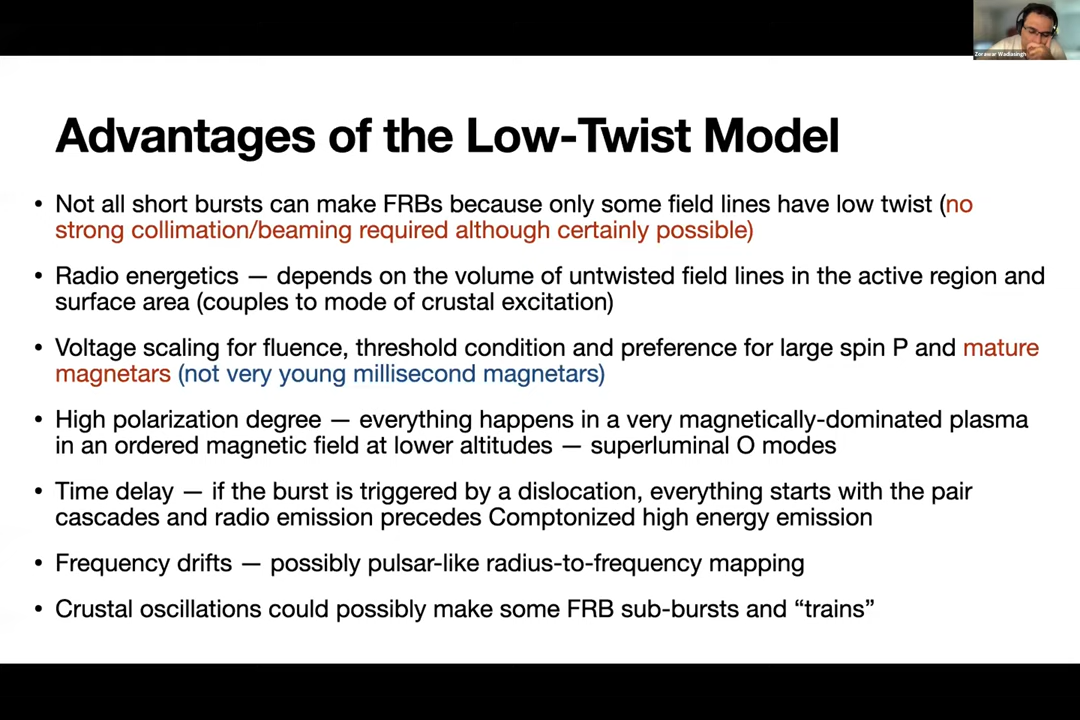 Zorawar Wadiasingh
Advantages of the Low-Twist Model
• Not all short bursts can make FRBs because only some field lines have low twist (no
strong collimation/beaming required although certainly possible)
• Radio energetics — depends on the volume of untwisted field lines in the active region and
surface area (couples to mode of crustal excitation)
• Voltage scaling for fluence, threshold condition and preference for large spin P and mature
magnetars (not very young millisecond magnetars)
• High polarization degree — everything happens in a very magnetically-dominated plasma
in an ordered magnetic field at lower altitudes — superluminal O modes
• Time delay — if the burst is triggered by a dislocation, everything starts with the pair
cascades and radio emission precedes Comptonized high energy emission
• Frequency drifts — possibly pulsar-like radius-to-frequency mapping
• Crustal oscillations could possibly make some FRB sub-bursts and “trains”